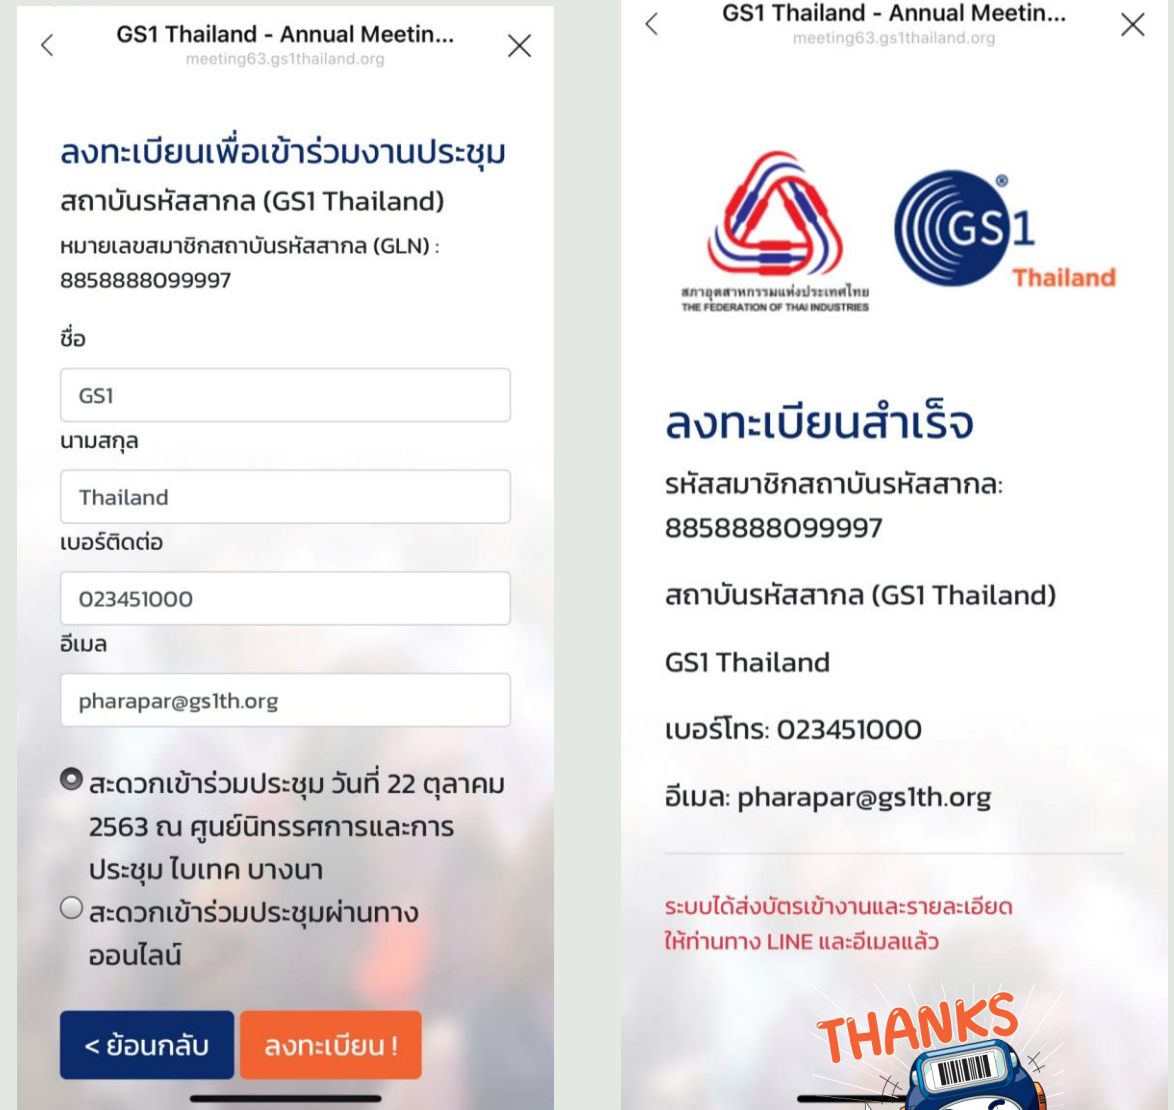 GS1 Thailand - Annual Meetin...
meeting63.gs1thailand.org
ลงทะเบียนเพื่อเข้าร่วมงานประชุม
สถาบันรหัสสากล (GS1 Thailand)
หมายเลขสมาชิกสถาบันรหัสสากล (GLN) :
8858888099997
ชื่อ
GS1
นามสกุล
Thailand
เบอร์ติดต่อ
023451000
อีเมล
pharapar@gs1th.org
สะดวกเข้าร่วมประชุม วันที่ 22 ตุลาคม
2563 ณ ศูนย์นิทรรศการและการ
ประชุม ไบเทค บางนา
สะดวกเข้าร่วมประชุมผ่านทาง
ออนไลน์
< ย้อนกลับ
ลงทะเบียน !
GS1 Thailand - Annual Meetin...
meeting63.gs1thailand.org
สภาอุตสาหกรรมแห่งประเทศไทย
THE FEDERATION OF THAI INDUSTRIES
GS1
®
Thailand
ลงทะเบียนสำเร็จ
รหัสสมาชิกสถาบันรหัสสากล:
8858888099997
สถาบันรหัสสากล (GS1 Thailand)
GS1 Thailand
เบอร์โทร: 023451000
อีเมล: pharapar@gs1th.org
ระบบได้ส่งบัตรเข้างานและรายละเอียด
ให้ท่านทาง LINE และอีเมลแล้ว
THANKS